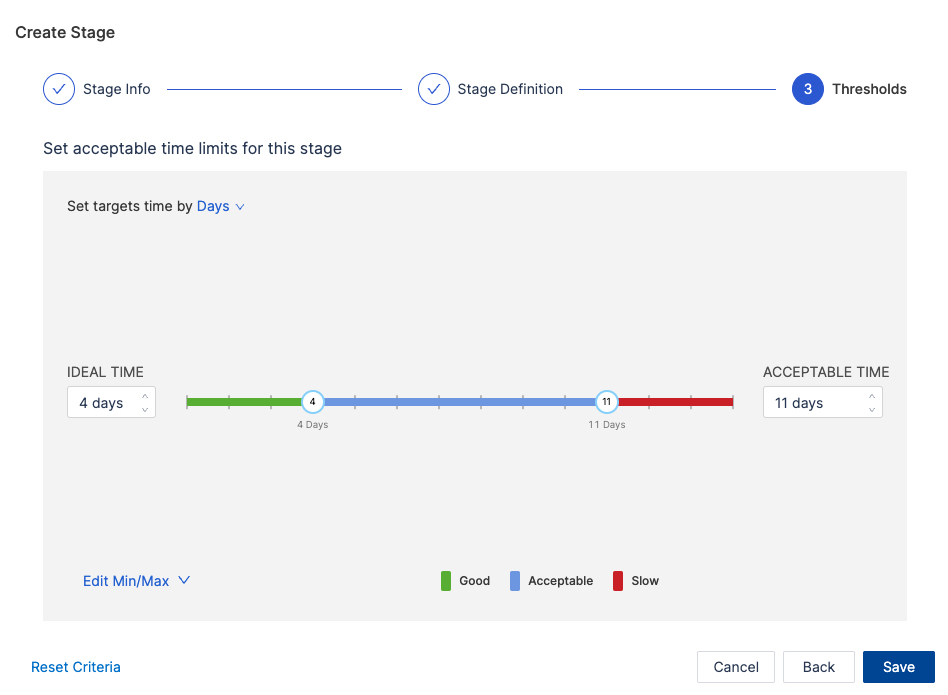 Create Stage
Stage Info
Stage Definition
3 Thresholds
Set acceptable time limits for this stage
Set targets time by Days
IDEAL TIME
ACCEPTABLE TIME
4 days
4
11
11 days
4 Days
11 Days
Edit Min/Max
Good
Acceptable
Slow
Reset Criteria
Cancel
Back
Save